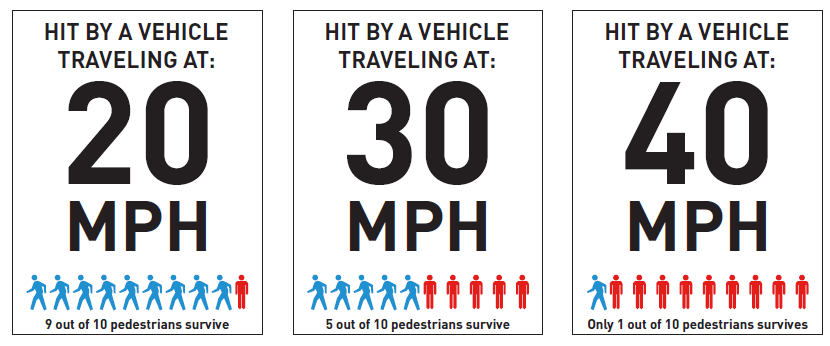 HIT BY A VEHICLE
TRAVELING AT:
20
MPH
9 out of 10 pedestrians survive
HIT BY A VEHICLE
TRAVELING AT:
30
MPH
5 out of 10 pedestrians survive
HIT BY A VEHICLE
TRAVELING AT:
40
MPH
Only 1 out of 10 pedestrians survives